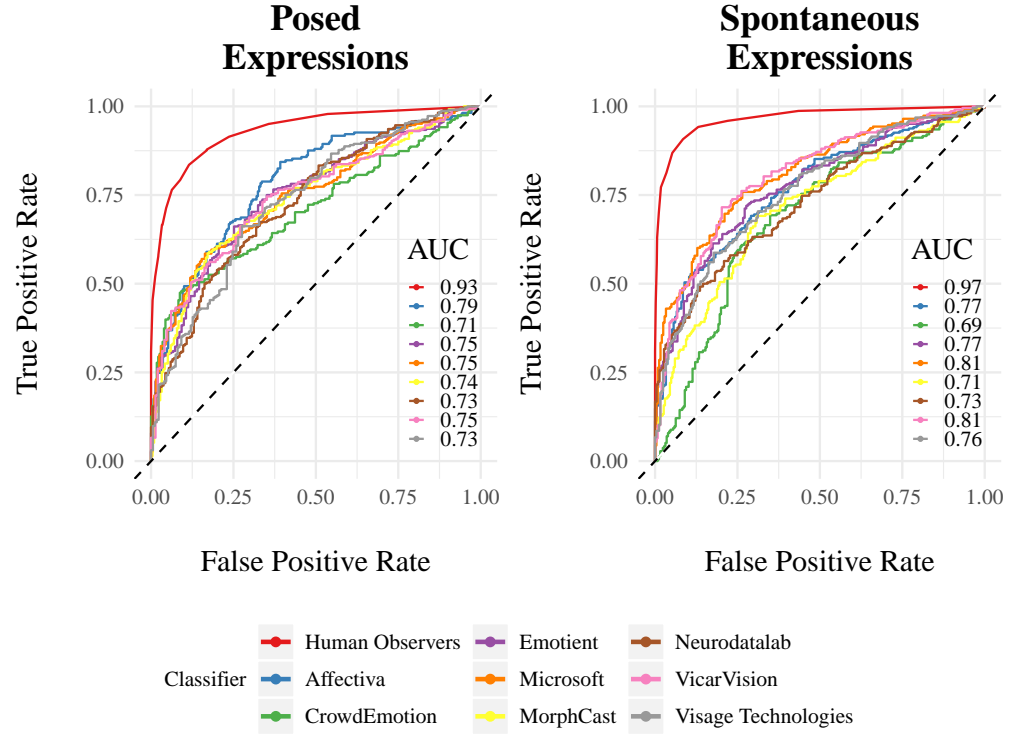 Posed
Expressions
Spontaneous
Expressions
True Positive Rate
1.00
0.75
0.50
0.25
0.00
AUC
0.93
0.79
0.71
0.75
0.75
0.74
0.73
0.75
0.73
0.00 0.25 0.50 0.75 1.00
False Positive Rate
True Positive Rate
1.00
0.75
0.50
0.25
0.00
AUC
0.97
0.77
0.69
0.77
0.81
0.71
0.73
0.81
0.76
0.00 0.25 0.50 0.75 1.00
False Positive Rate
Classifier
Human Observers Emotient Neurodatalab
Affectiva Microsoft VicarVision
CrowdEmotion MorphCast Visage Technologies